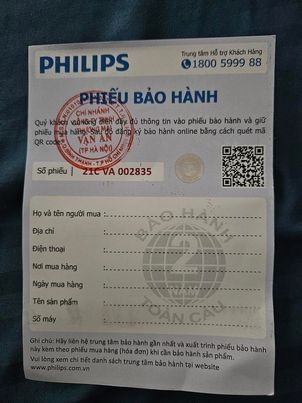 PHILIPS
Trung tâm Hỗ trợ Khách Hàng
1800 5999 88
PHIẾU BẢO HÀNH
Quý khách vui lòng điền đầy đủ thông tin vào phiếu bảo hành và giữ
phiếu mua hàng. Sau đó đăng ký bảo hành online bằng cách quét mã
QR code
CHI NHÁNH
VẠN AN
(TP HÀ NỘI)
Số phiếu 21C VA 002835
Họ và tên người mua :
Địa chỉ :
Điện thoại :
Nơi mua hàng :
Ngày mua hàng :
Tên sản phẩm :
Số máy :
BẢO HÀNH
2
TOÀN CẦU
Ghi chú: Hãy liên hệ trung tâm bảo hành gần nhất và xuất trình phiếu bảo hành
này kèm theo phiếu mua hàng (hóa đơn) khi cần bảo hành sản phẩm.
Vui lòng xem chi tiết danh sách trung tâm bảo hành tại website
www.philips.com.vn